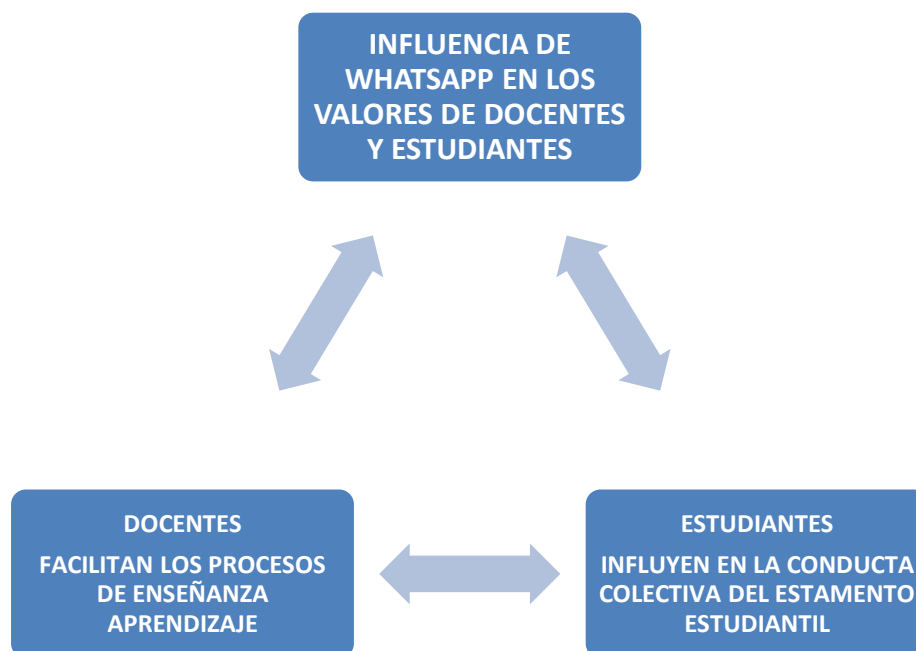 INFLUENCIA DE
WHATSAPP EN LOS
VALORES DE DOCENTES
Y ESTUDIANTES
DOCENTES
FACILITAN LOS PROCESOS
DE ENSEÑANZA
APRENDIZAJE
ESTUDIANTES
INFLUYEN EN LA CONDUCTA
COLECTIVA DEL ESTAMENTO
ESTUDIANTIL